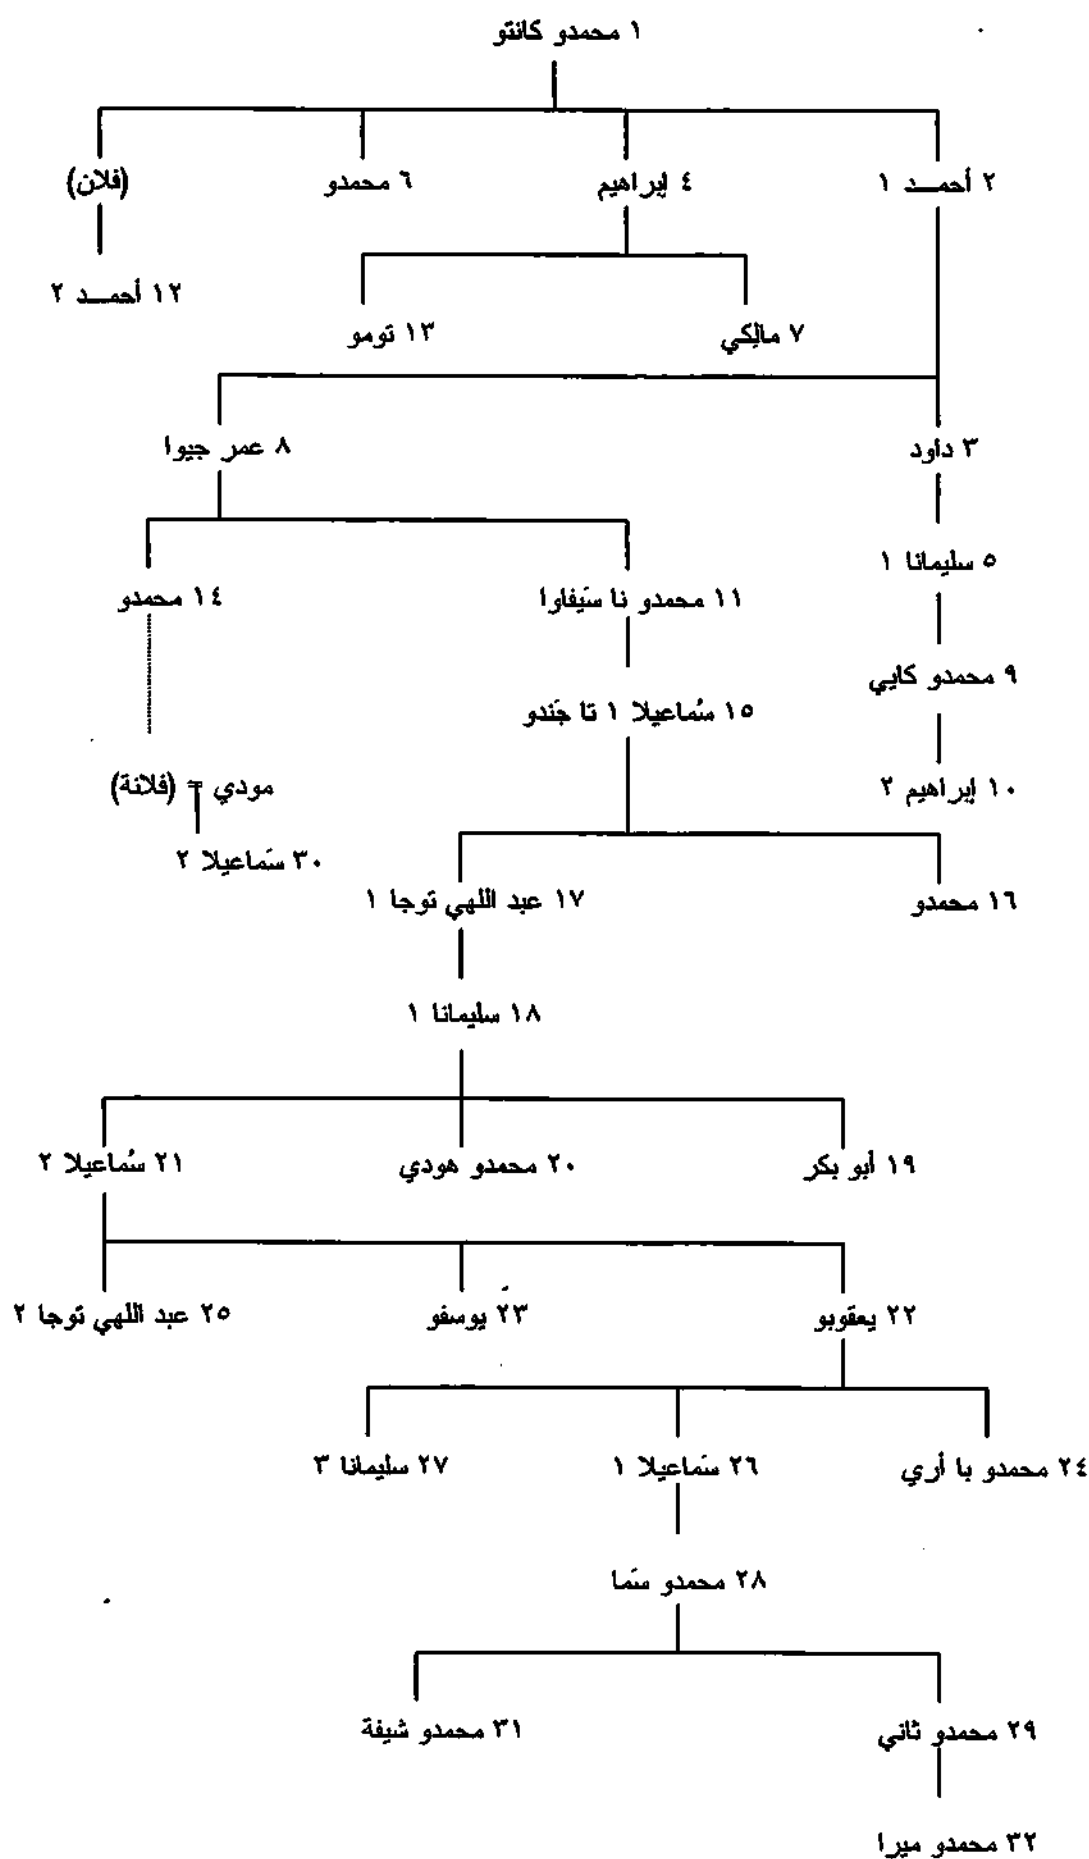 ١ محمدو كانتو
٢ أحمـد ١
٤ إبراهيم
٦ محمدو
(فلان)
١٢ أحمـد ٢
٧ مالِكي
١٣ تومو
٣ داود
٨ عمر جيوا
٥ سليمانا ١
١١ محمدو نا سَيفاوا
١٤ محمدو
٩ محمدو كايي
١٥ سُماعيلا ١ تا جَندو
١٠ إبراهيم ٢
مودي = (فلانة)
٣٠ سَماعيلا ٢
١٦ محمدو
١٧ عبد اللهي توجا ١
١٨ سليمانا ١
١٩ أبو بكر
٢٠ محمدو هودي
٢١ سُماعيلا ٢
٢٢ يعقوبو
٢٣ يوسفو
٢٥ عبد اللهي توجا ٢
٢٤ محمدو با أري
٢٦ سَماعيلا ١
٢٧ سليمانا ٣
٢٨ محمدو سَما
٢٩ محمدو ثاني
٣١ محمدو شيفة
٣٢ محمدو ميرا